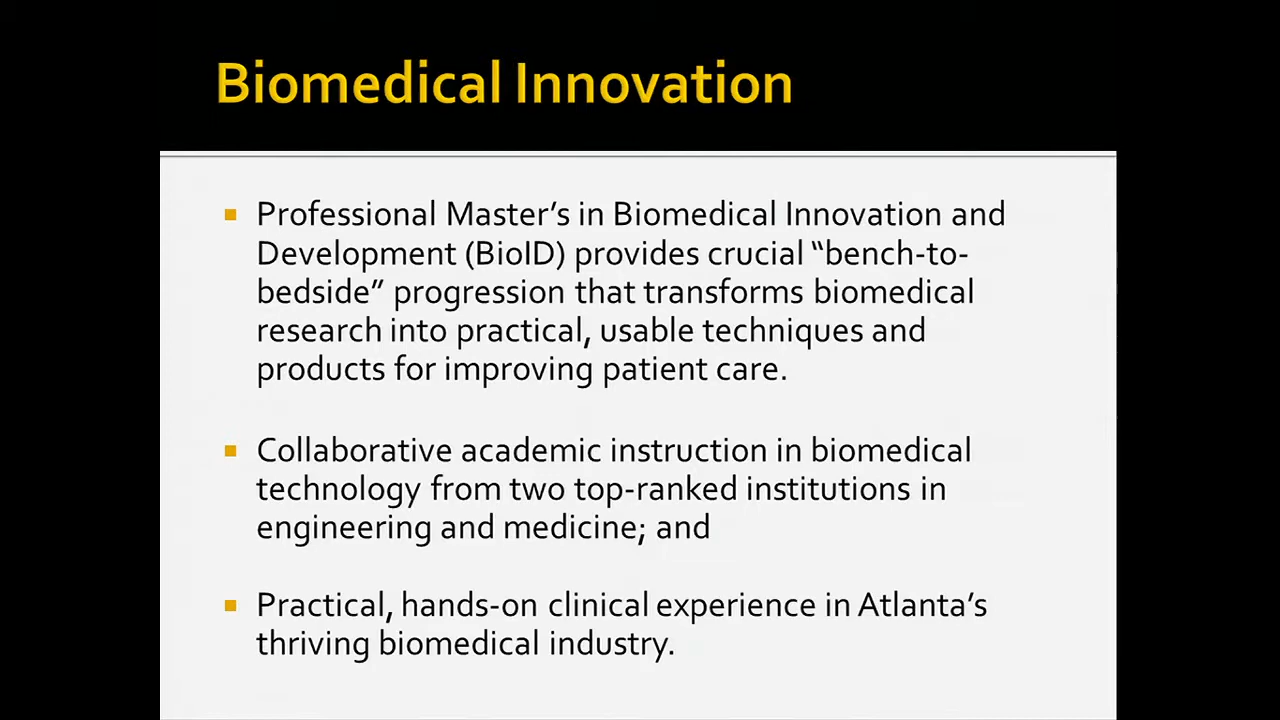 Biomedical Innovation
Professional Master’s in Biomedical Innovation and
Development (BioID) provides crucial “bench-to-
bedside” progression that transforms biomedical
research into practical, usable techniques and
products for improving patient care.
Collaborative academic instruction in biomedical
technology from two top-ranked institutions in
engineering and medicine; and
Practical, hands-on clinical experience in Atlanta’s
thriving biomedical industry.